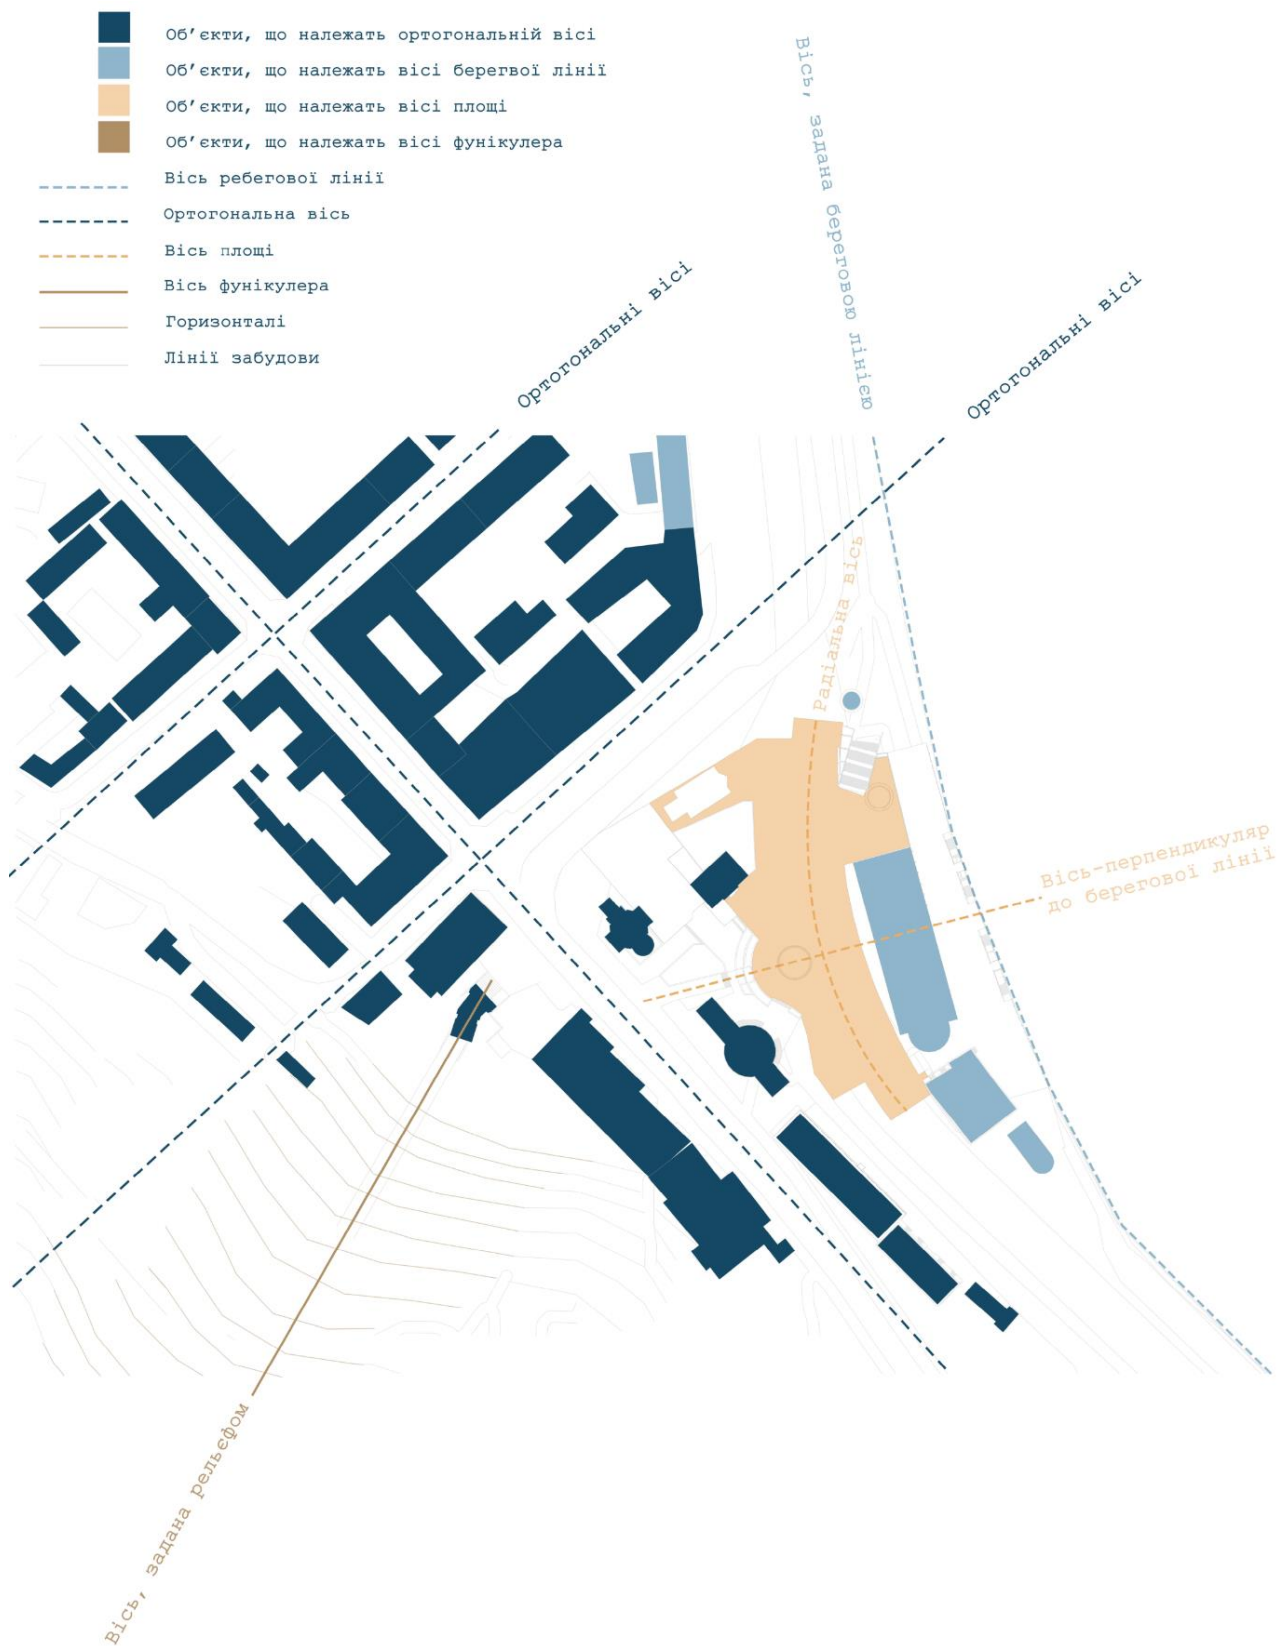 Об'єкти, що належать ортогональній вісі
Об'єкти, що належать вісі берегвої лінії
Об'єкти, що належать вісі площі
Об'єкти, що належать вісі фунікулера
Вісь ребегової лінії
Ортогональна вісь
Вісь площі
Вісь фунікулера
Горизонталі
Лінії забудови
Вісь, задана береговою лінією
Ортогональні вісі
Ортогональні вісі
Радіальна вісь
Вісь-перпендикуляр
до берегової лінії
Вісь, задана рельєфом